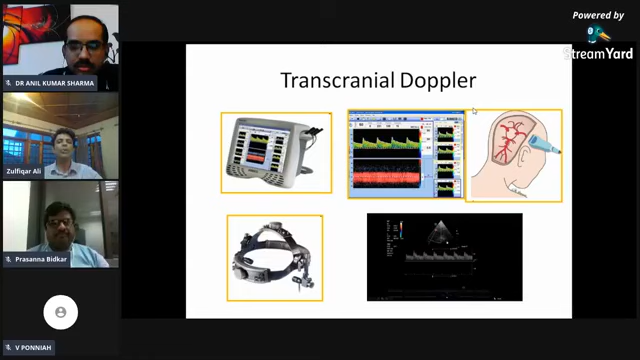 Powered by
StreamYard
DR ANIL KUMAR SHARMA
Zulfiqar Ali
Prasanna Bidkar
V PONNIAH
Transcranial Doppler